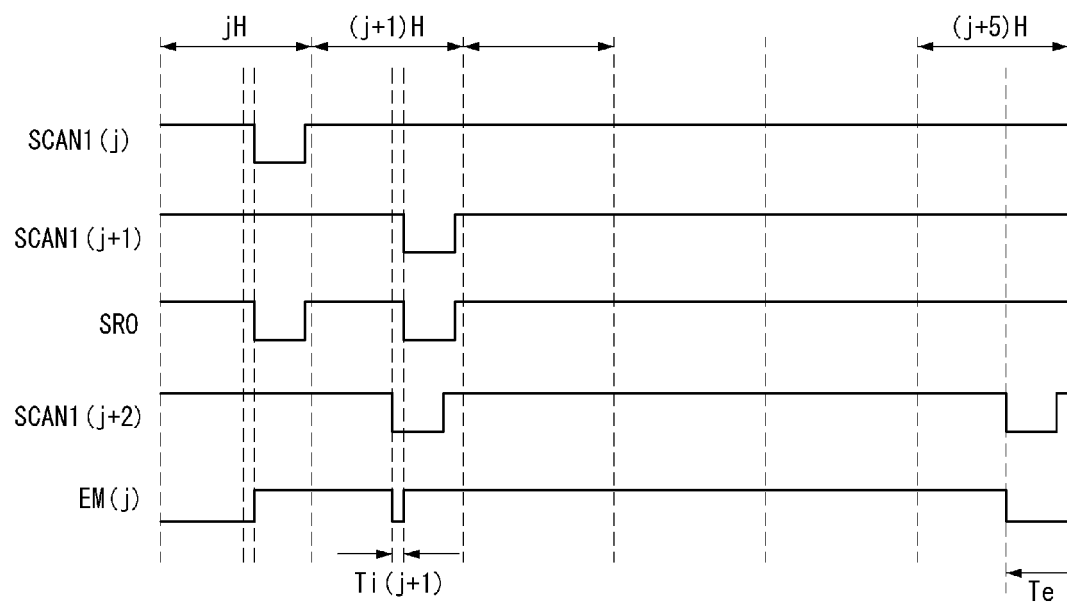 jH (j+1)H (j+5)H
SCAN1(j)
SCAN1(j+1)
SRO
SCAN1(j+2)
EM(j)
Ti(j+1) Te